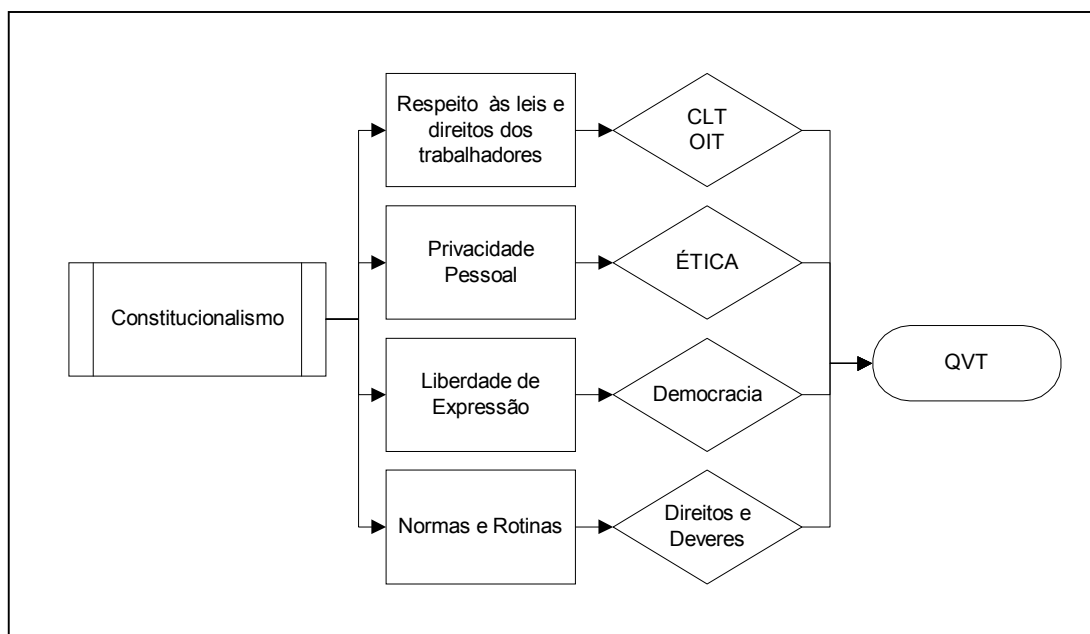 Respeito às leis e
direitos dos
trabalhadores
CLT
OIT
Privacidade
Pessoal
ÉTICA
Constitucionalismo
QVT
Liberdade de
Expressão
Democracia
Normas e Rotinas
Direitos e
Deveres